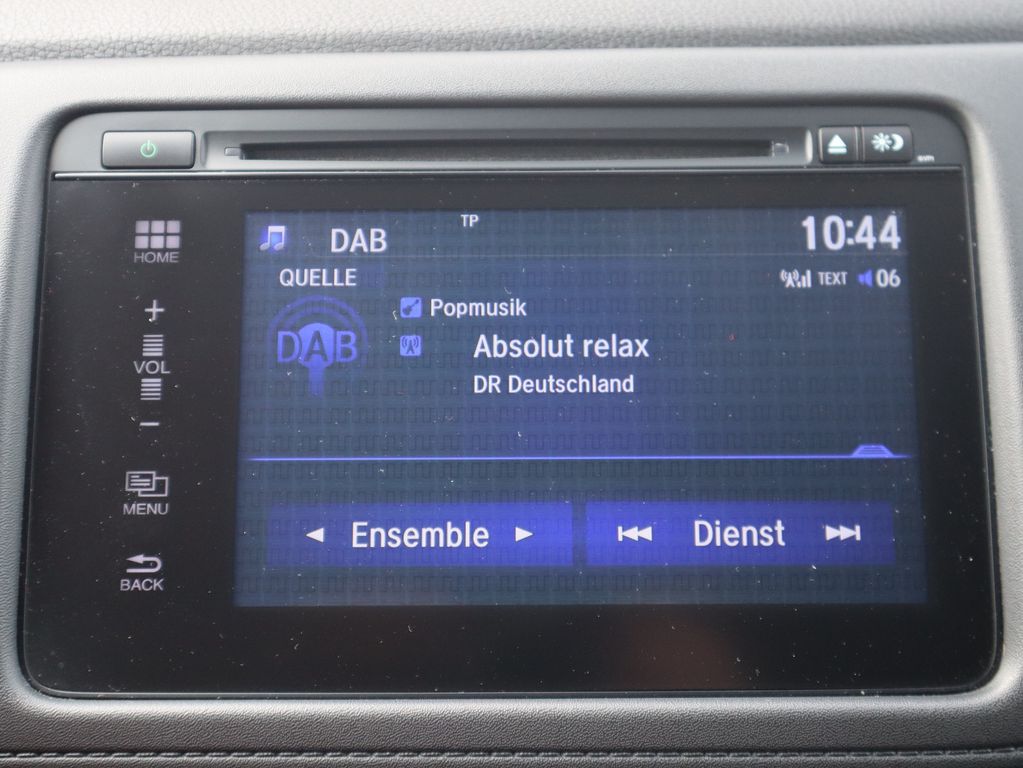 TP
DAB
10:44
QUELLE
TEXT
06
HOME
Popmusik
DAB
Absolut relax
DR Deutschland
+
VOL
−
MENU
Ensemble
Dienst
BACK